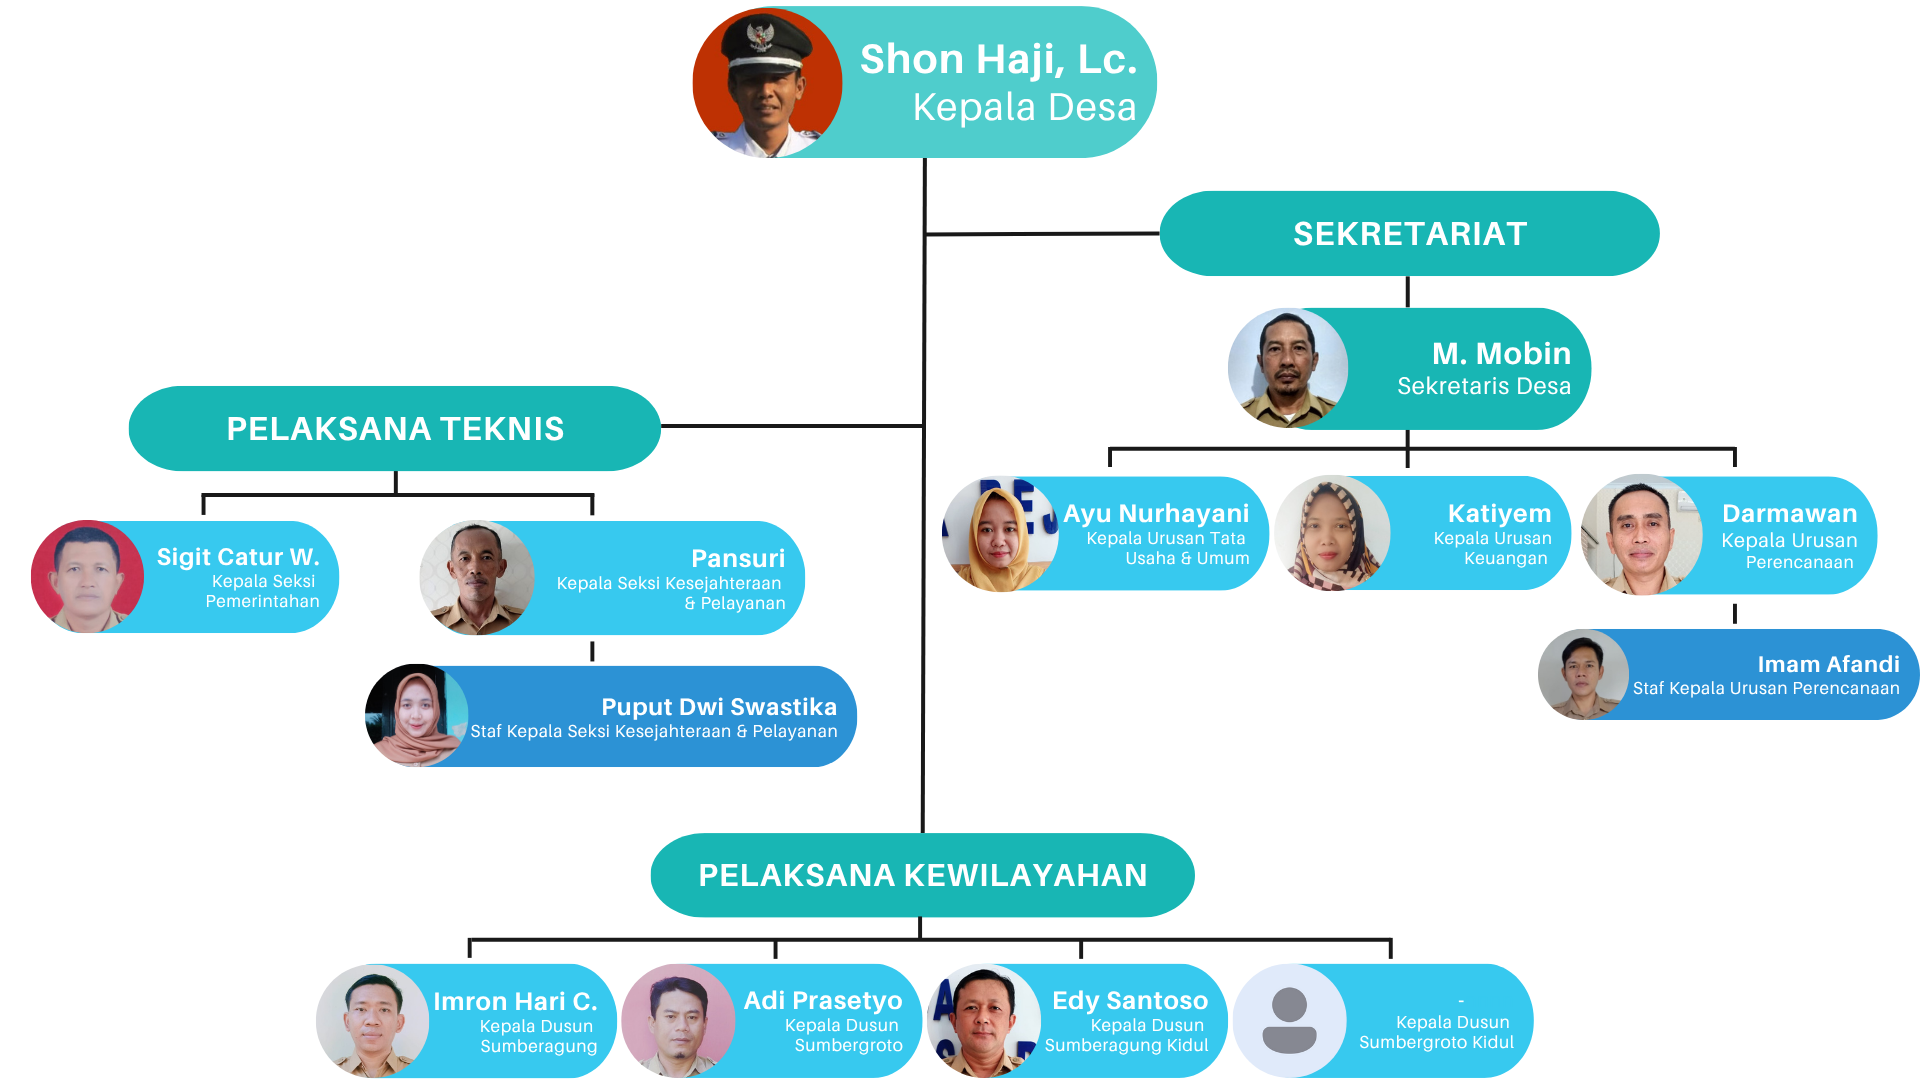 Shon Haji, Lc.
Kepala Desa
SEKRETARIAT
M. Mobin
Sekretaris Desa
PELAKSANA TEKNIS
Ayu Nurhayani
Kepala Urusan Tata
Usaha & Umum
Katiyem
Kepala Urusan
Keuangan
Darmawan
Kepala Urusan
Perencanaan
Sigit Catur W.
Kepala Seksi
Pemerintahan
Pansuri
Kepala Seksi Kesejahteraan
& Pelayanan
Imam Afandi
Staf Kepala Urusan Perencanaan
Puput Dwi Swastika
Staf Kepala Seksi Kesejahteraan & Pelayanan
PELAKSANA KEWILAYAHAN
Imron Hari C.
Kepala Dusun
Sumberagung
Adi Prasetyo
Kepala Dusun
Sumbergroto
Edy Santoso
Kepala Dusun
Sumberagung Kidul
-
Kepala Dusun
Sumbergroto Kidul